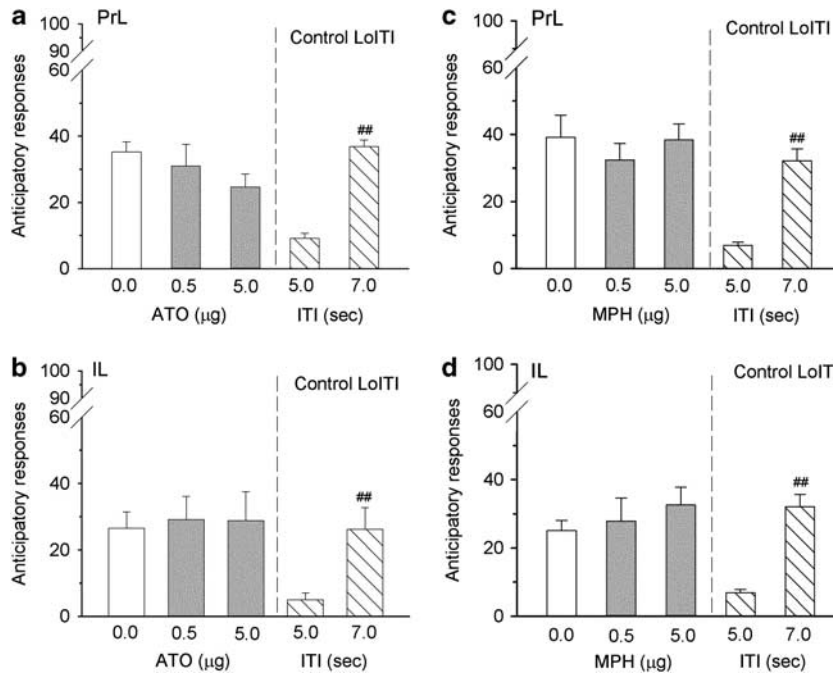 a PrL
Control LoITI
100
90
60
40
20
0
Anticipatory responses
##
0.0 0.5 5.0 5.0 7.0
ATO (µg) ITI (sec)
c PrL
Control LoITI
100
60
40
20
0
Anticipatory responses
##
0.0 0.5 5.0 5.0 7.0
MPH (µg) ITI (sec)
b IL
Control LoITI
100
90
60
40
20
0
Anticipatory responses
##
0.0 0.5 5.0 5.0 7.0
ATO (µg) ITI (sec)
d IL
Control LoIT
100
60
40
20
0
Anticipatory responses
##
0.0 0.5 5.0 5.0 7.0
MPH (µg) ITI (sec)